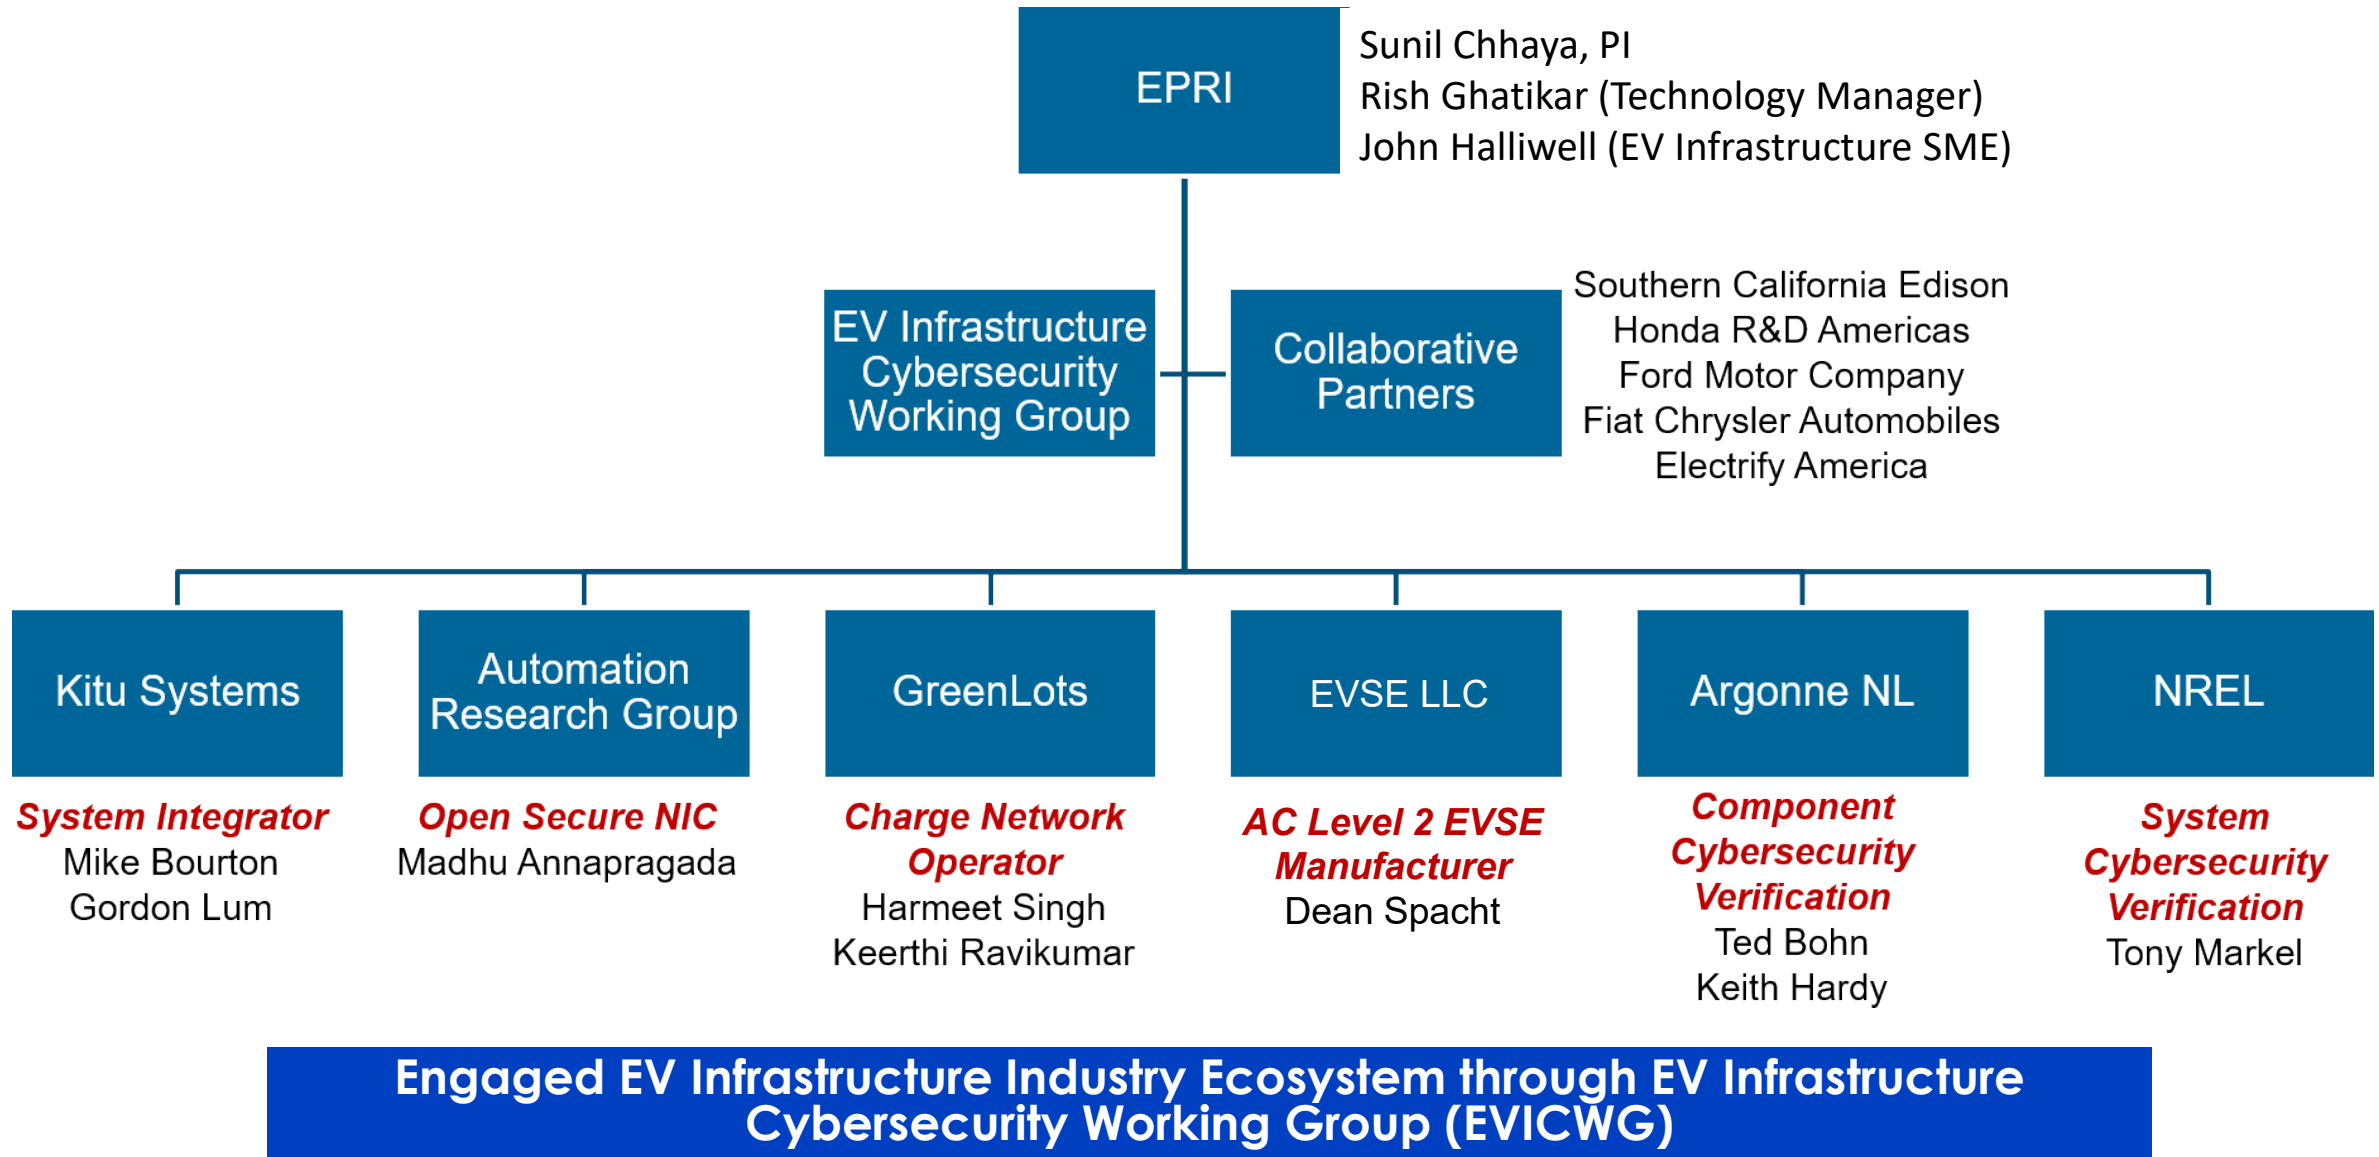 EPRI
Sunil Chhaya, PI
Rish Ghatikar (Technology Manager)
John Halliwell (EV Infrastructure SME)
EV Infrastructure
Cybersecurity
Working Group
Collaborative
Partners
Southern California Edison
Honda R&D Americas
Ford Motor Company
Fiat Chrysler Automobiles
Electrify America
Kitu Systems
System Integrator
Mike Bourton
Gordon Lum
Automation
Research Group
Open Secure NIC
Madhu Annapragada
GreenLots
Charge Network
Operator
Harmeet Singh
Keerthi Ravikumar
EVSE LLC
AC Level 2 EVSE
Manufacturer
Dean Spacht
Argonne NL
Component
Cybersecurity
Verification
Ted Bohn
Keith Hardy
NREL
System
Cybersecurity
Verification
Tony Markel
Engaged EV Infrastructure Industry Ecosystem through EV Infrastructure
Cybersecurity Working Group (EVICWG)